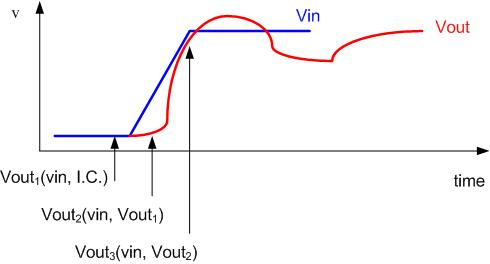 v
Vin
Vout
Vout1(vin, I.C.)
time
Vout2(vin, Vout1)
Vout3(vin, Vout2)